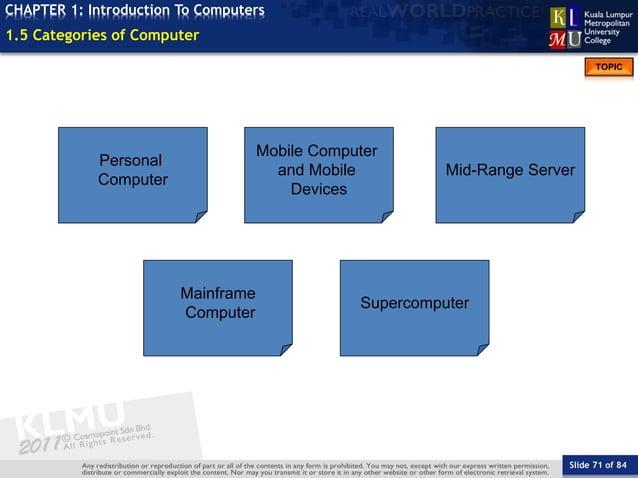 CHAPTER 1: Introduction To Computers
REALWORLDPRACTICE
1.5 Categories of Computer
KL
MU
Kuala Lumpur
Metropolitan
University
College
TOPIC
Personal
Computer
Mobile Computer
and Mobile
Devices
Mid-Range Server
Mainframe
Computer
Supercomputer
KLMU
2011© Cosmopoint Sdn Bhd.
All Rights Reserved.
Any redistribution or reproduction of part or all of the contents in any form is prohibited. You may not, except with our express written permission,
distribute or commercially exploit the content. Nor may you transmit it or store it in any other website or other form of electronic retrieval system.
Slide 71 of 84